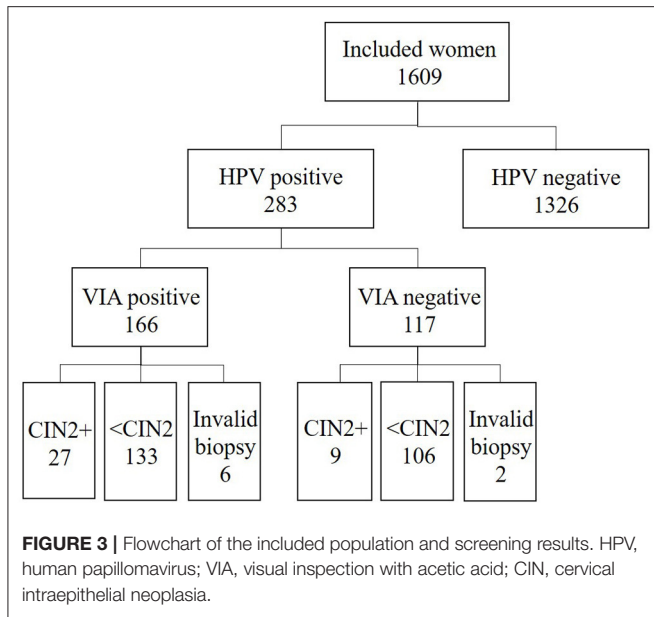 Included women
1609
HPV positive
283
HPV negative
1326
VIA positive
166
VIA negative
117
CIN2+
27
<CIN2
133
Invalid
biopsy
6
CIN2+
9
<CIN2
106
Invalid
biopsy
2
FIGURE 3 | Flowchart of the included population and screening results. HPV,
human papillomavirus; VIA, visual inspection with acetic acid; CIN, cervical
intraepithelial neoplasia.